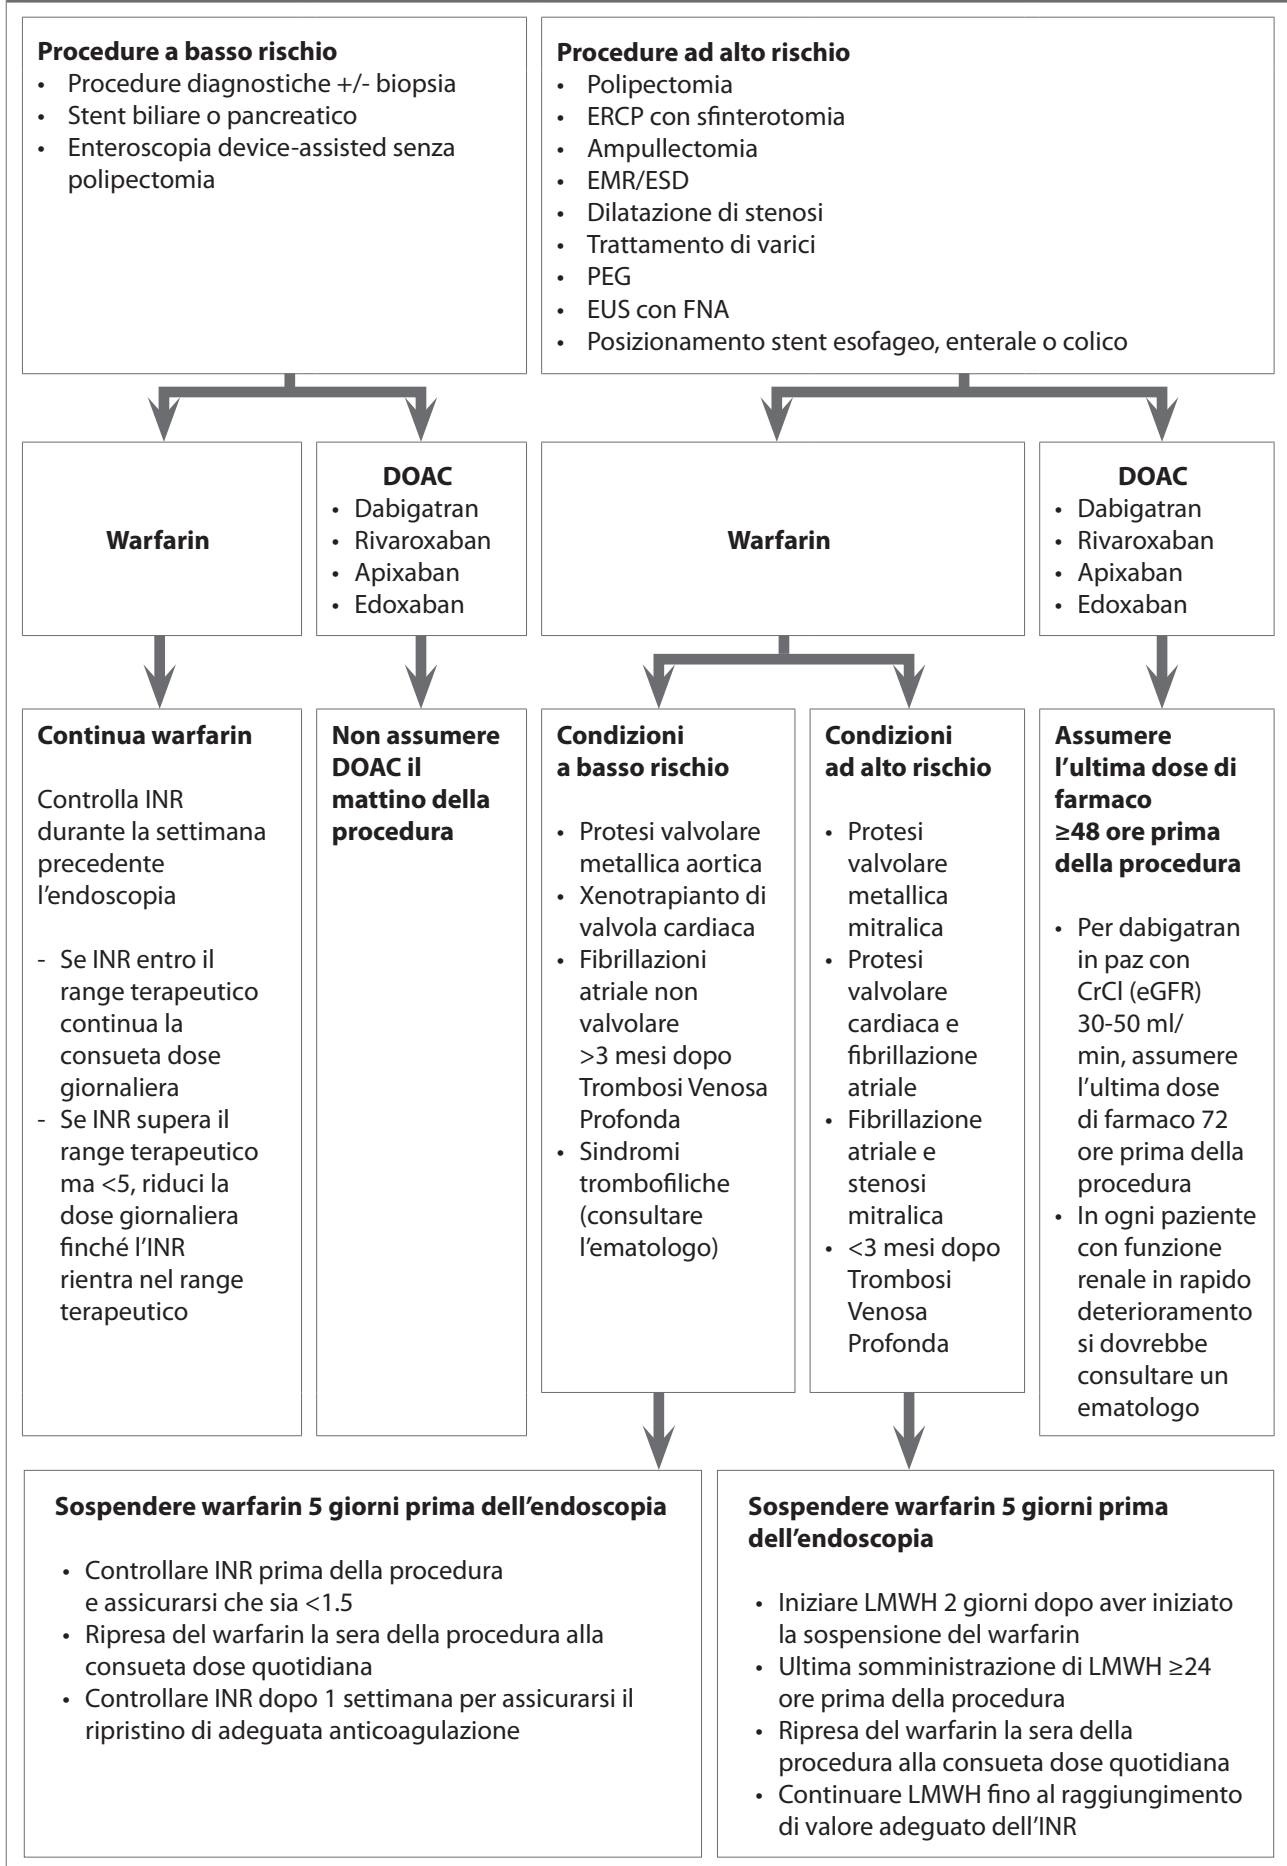 Procedure a basso rischio
• Procedure diagnostiche +/- biopsia
• Stent biliare o pancreatico
• Enteroscopia device-assisted senza
polipectomia
Procedure ad alto rischio
• Polipectomia
• ERCP con sfinterotomia
• Ampullectomia
• EMR/ESD
• Dilatazione di stenosi
• Trattamento di varici
• PEG
• EUS con FNA
• Posizionamento stent esofageo, enterale o colico
Warfarin
DOAC
• Dabigatran
• Rivaroxaban
• Apixaban
• Edoxaban
Warfarin
DOAC
• Dabigatran
• Rivaroxaban
• Apixaban
• Edoxaban
Continua warfarin
Controlla INR
durante la settimana
precedente
l'endoscopia
- Se INR entro il
range terapeutico
continua la
consueta dose
giornaliera
- Se INR supera il
range terapeutico
ma <5, riduci la
dose giornaliera
finché l'INR
rientra nel range
terapeutico
Non assumere
DOAC il
mattino della
procedura
Condizioni
a basso rischio
• Protesi valvolare
metallica aortica
• Xenotrapianto di
valvola cardiaca
• Fibrillazioni
atriale non
valvolare
>3 mesi dopo
Trombosi Venosa
Profonda
• Sindromi
trombofiliche
(consultare
l'ematologo)
Condizioni
ad alto rischio
• Protesi
valvolare
metallica
mitralica
• Protesi
valvolare
cardiaca e
fibrillazione
atriale
• Fibrillazione
atriale e
stenosi
mitralica
• <3 mesi dopo
Trombosi
Venosa
Profonda
Assumere
l'ultima dose di
farmaco
≥48 ore prima
della procedura
• Per dabigatran
in paz con
CrCl (eGFR)
30-50 ml/
min, assumere
l'ultima dose
di farmaco 72
ore prima della
procedura
• In ogni paziente
con funzione
renale in rapido
deterioramento
si dovrebbe
consultare un
ematologo
Sospendere warfarin 5 giorni prima dell'endoscopia
• Controllare INR prima della procedura
e assicurarsi che sia <1.5
• Ripresa del warfarin la sera della procedura alla
consueta dose quotidiana
• Controllare INR dopo 1 settimana per assicurarsi il
ripristino di adeguata anticoagulazione
Sospendere warfarin 5 giorni prima
dell'endoscopia
• Iniziare LMWH 2 giorni dopo aver iniziato
la sospensione del warfarin
• Ultima somministrazione di LMWH ≥24
ore prima della procedura
• Ripresa del warfarin la sera della
procedura alla consueta dose quotidiana
• Continuare LMWH fino al raggiungimento
di valore adeguato dell'INR